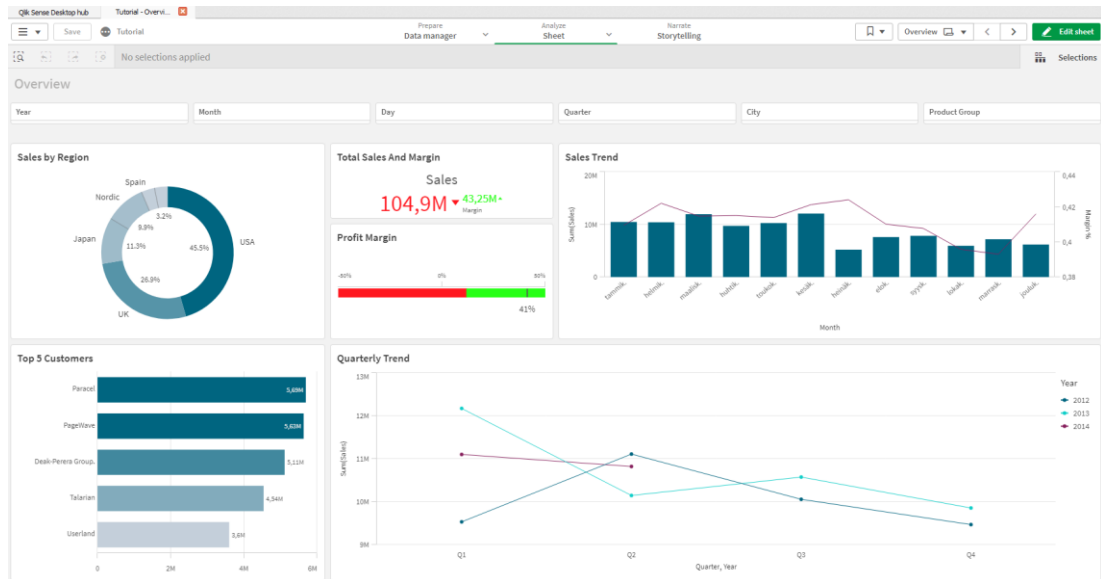 Qlik Sense Desktop hub
Tutorial - Overvi...
Save
Tutorial
Prepare
Data manager
Analyze
Sheet
Narrate
Storytelling
Overview
Edit sheet
No selections applied
Selections
Overview
Year
Month
Day
Quarter
City
Product Group
Sales by Region
Spain
Nordic
Japan
UK
USA
3.2%
9.9%
11.3%
26.9%
45.5%
Total Sales And Margin
Sales
104,9M
43,25M
Margin
Profit Margin
-50%
0%
50%
41%
Sales Trend
20M
10M
0
Sum(Sales)
0,44
0,42
0,4
0,38
Margin %
tammik.
helmik.
maalisk.
huhtik.
toukok.
kesäk.
heinäk.
elok.
syysk.
lokak.
marrask.
jouluk.
Month
Top 5 Customers
Paracel
5,69M
PageWave
5,63M
Deak-Perera Group.
5,11M
Talarian
4,54M
Userland
3,6M
0
2M
4M
6M
Quarterly Trend
13M
12M
11M
10M
9M
Sum(Sales)
Q1
Q2
Q3
Q4
Quarter, Year
Year
2012
2013
2014